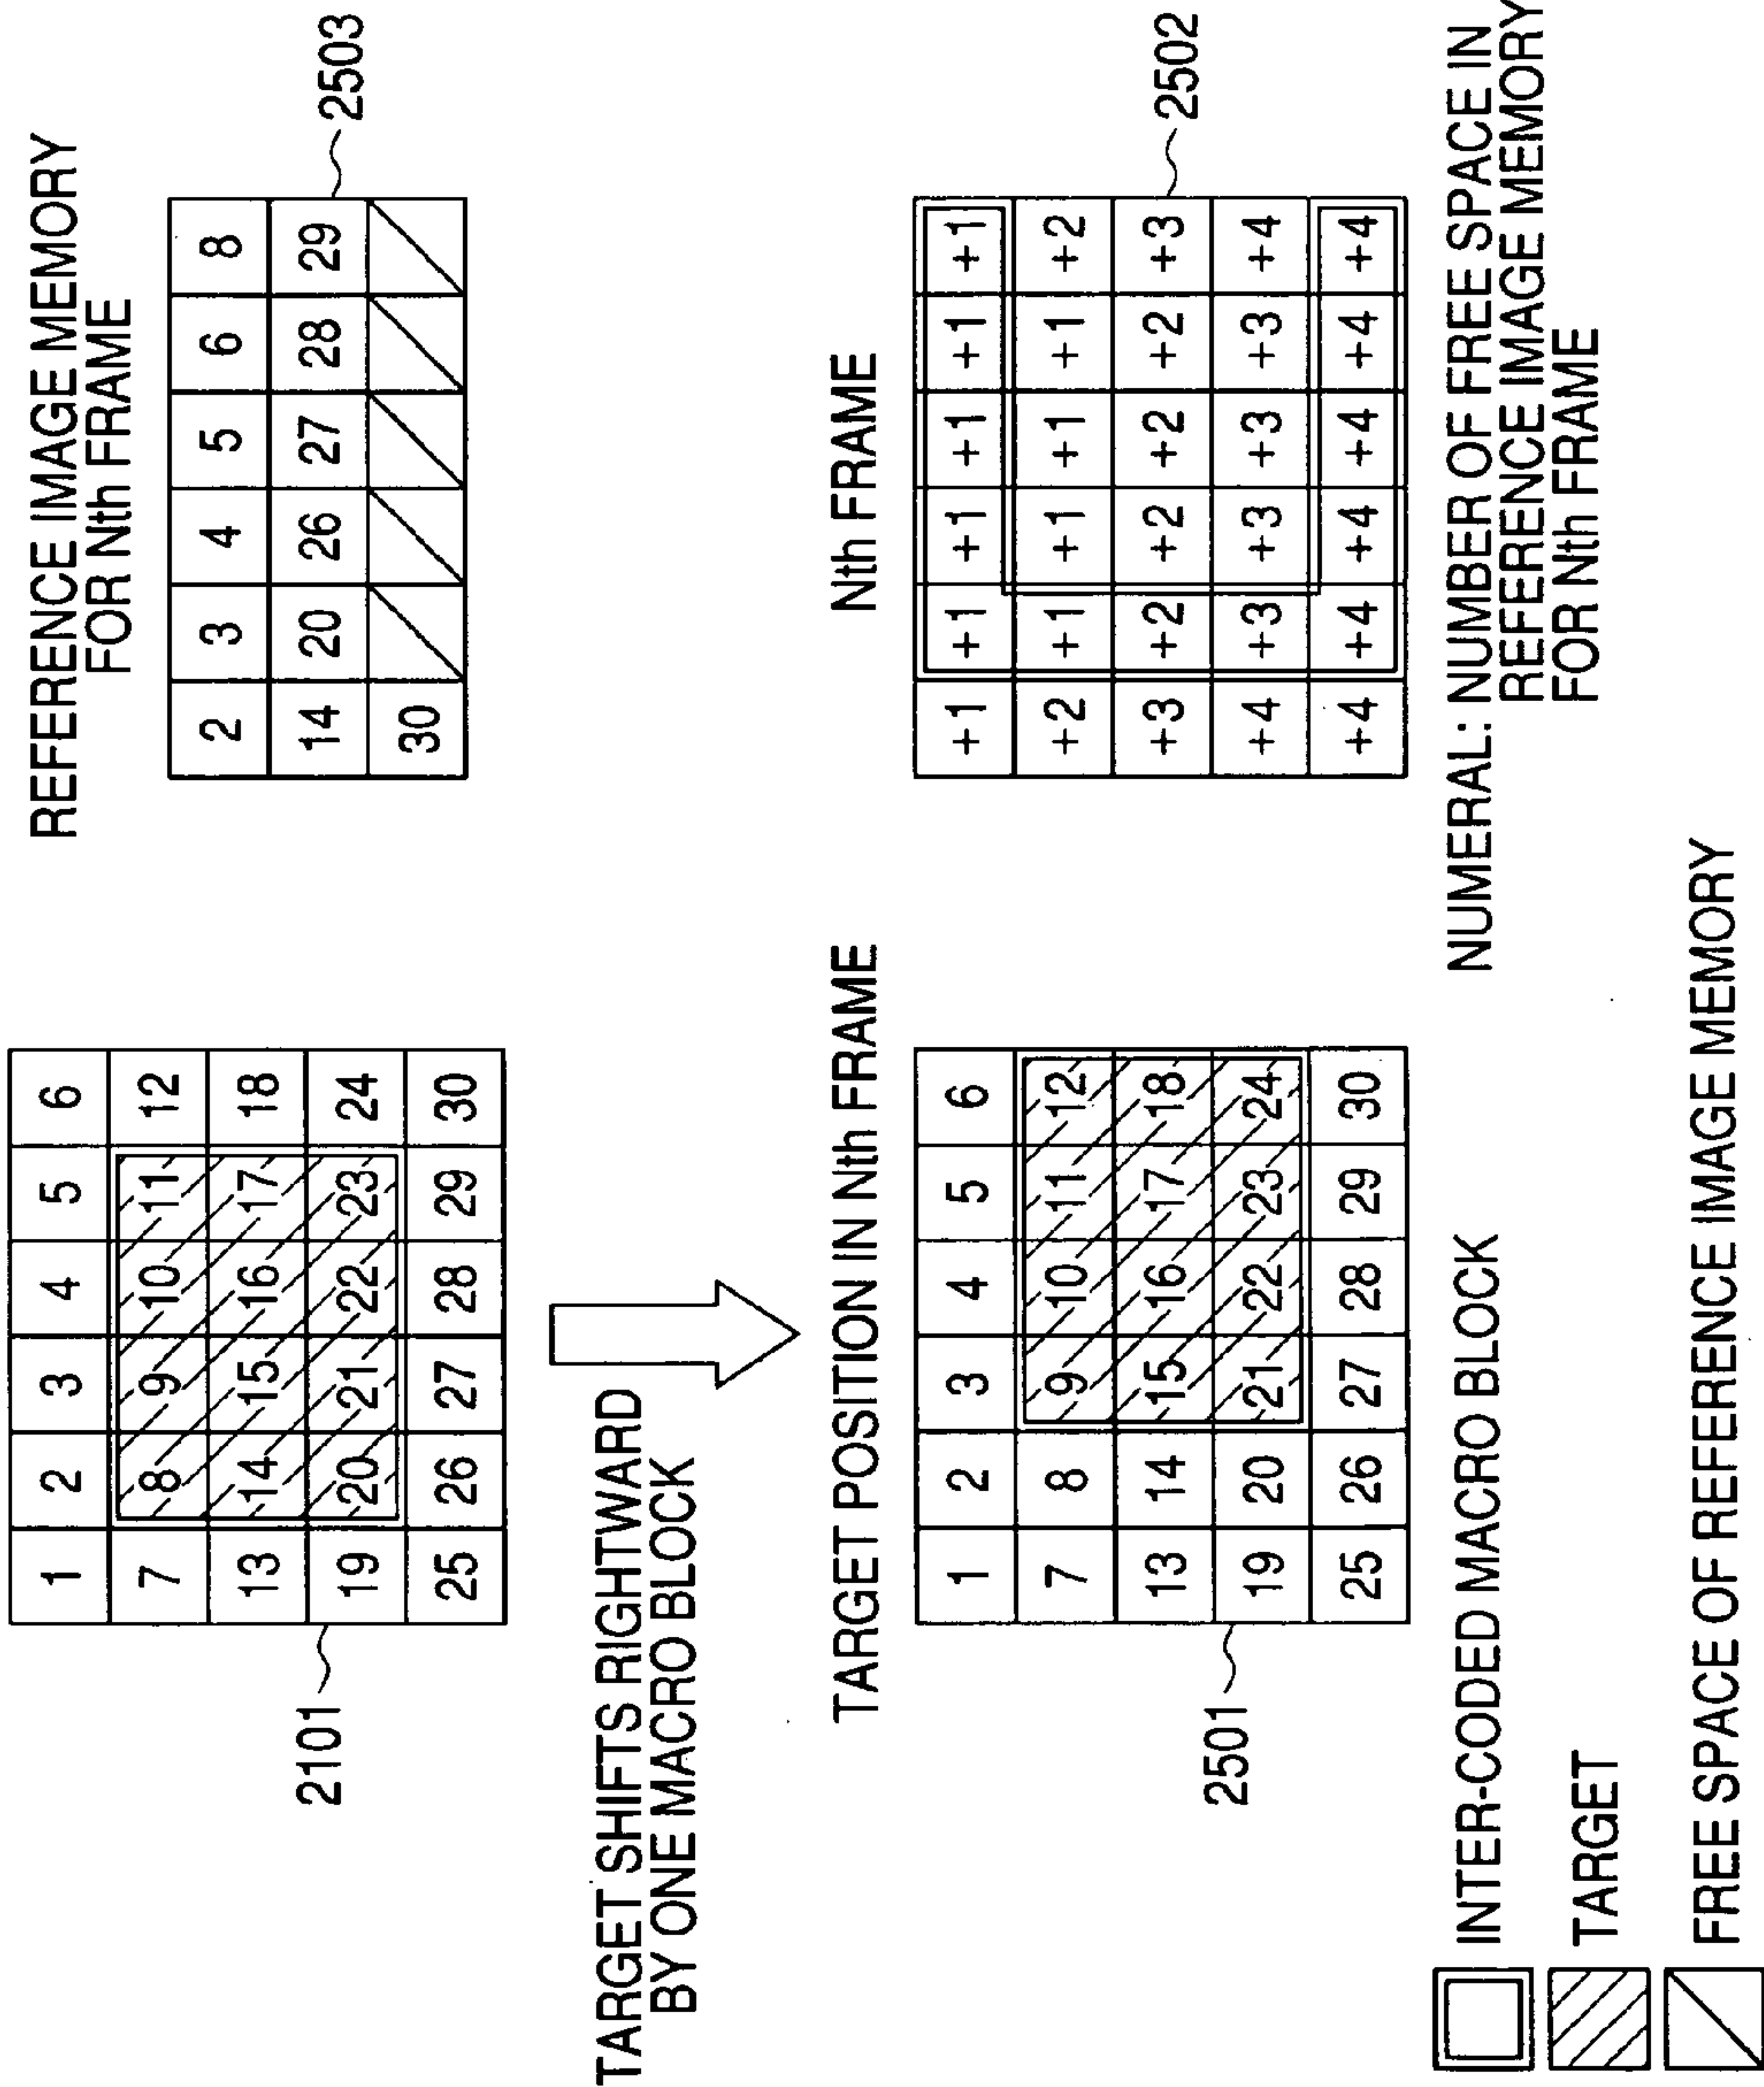 1 2 3 4 5 6
7 8 9 10 11 12
13 14 15 16 17 18
19 20 21 22 23 24
25 26 27 28 29 30
2101
TARGET SHIFTS RIGHTWARD
BY ONE MACRO BLOCK
TARGET POSITION IN Nth FRAME
1 2 3 4 5 6
7 8 9 10 11 12
13 14 15 16 17 18
19 20 21 22 23 24
25 26 27 28 29 30
2501
REFERENCE IMAGE MEMORY
FOR Nth FRAME
2 3 4 5 6 8
14 20 26 27 28 29
30
2503
Nth FRAME
+1 +1 +1 +1 +1 +1
+2 +1 +1 +1 +1 +2
+3 +2 +2 +2 +2 +3
+4 +3 +3 +3 +3 +4
+4 +4 +4 +4 +4 +4
2502
NUMERAL: NUMBER OF FREE SPACE IN
REFERENCE IMAGE MEMORY
FOR Nth FRAME
INTER-CODED MACRO BLOCK
TARGET
FREE SPACE OF REFERENCE IMAGE MEMORY